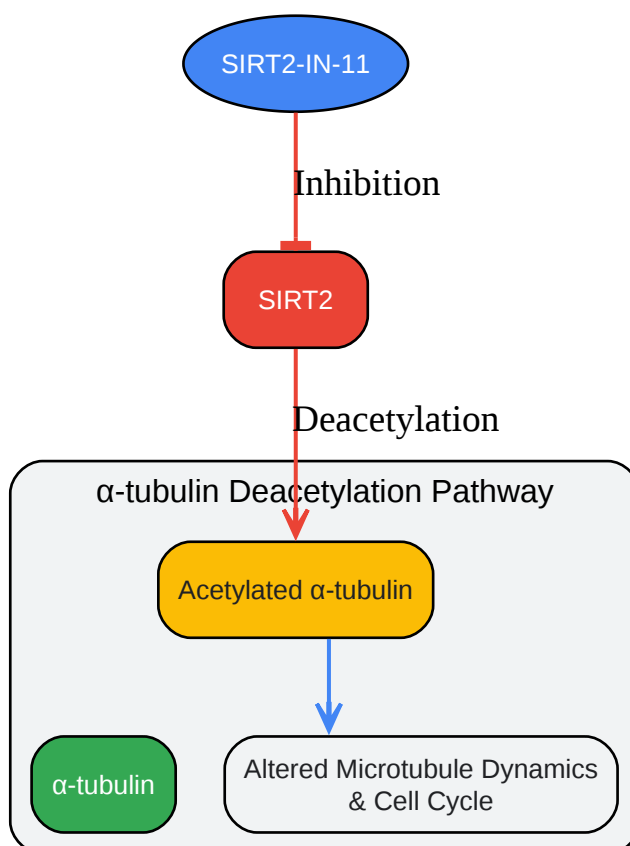 SIRT2-IN-11
Inhibition
SIRT2
Deacetylation
α-tubulin Deacetylation Pathway
Acetylated α-tubulin
α-tubulin
Altered Microtubule Dynamics
& Cell Cycle